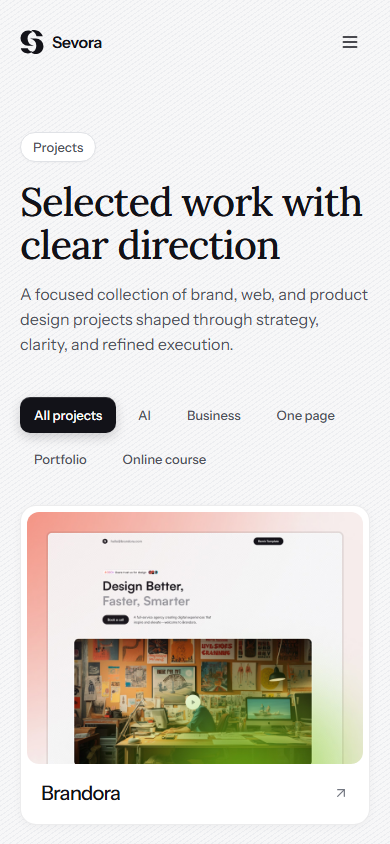 Sevora
Projects
Selected work with
clear direction
A focused collection of brand, web, and product
design projects shaped through strategy,
clarity, and refined execution.
All projects
AI
Business
One page
Portfolio
Online course
Design Better,
Faster, Smarter
Book a call
Brandora